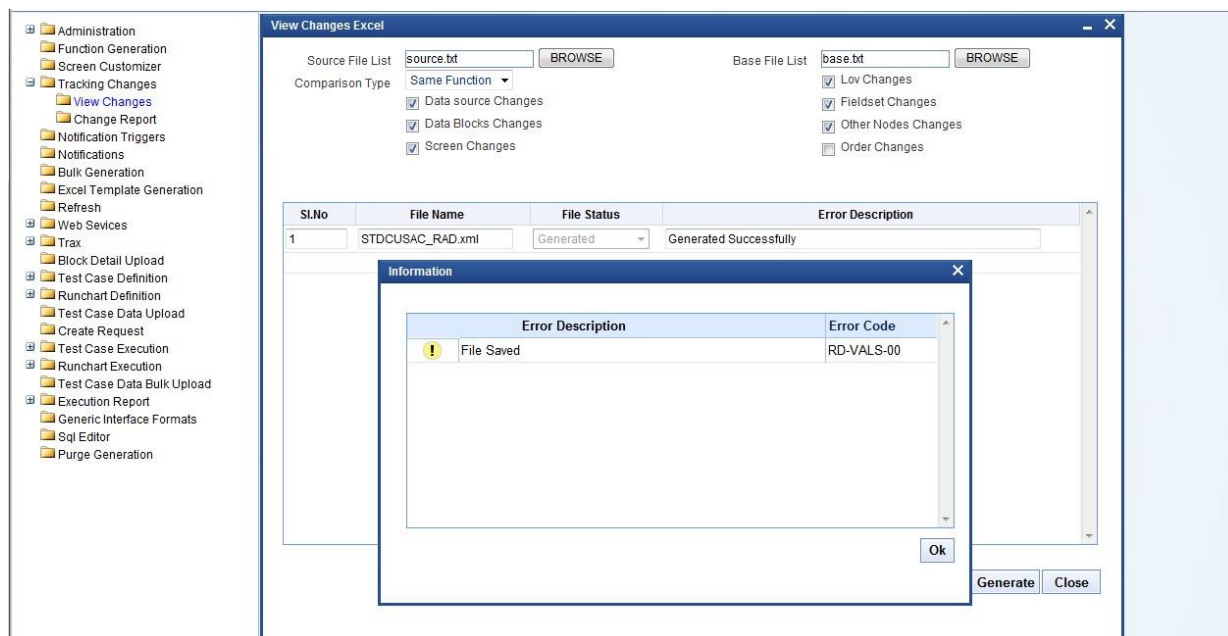 Administration
Function Generation
Screen Customizer
Tracking Changes
View Changes
Change Report
Notification Triggers
Notifications
Bulk Generation
Excel Template Generation
Refresh
Web Sevices
Trax
Block Detail Upload
Test Case Definition
Runchart Definition
Test Case Data Upload
Create Request
Test Case Execution
Runchart Execution
Test Case Data Bulk Upload
Execution Report
Generic Interface Formats
Sql Editor
Purge Generation
View Changes Excel
Source File List source.txt BROWSE Base File List base.txt BROWSE
Comparison Type Same Function Lov Changes
Data source Changes Fieldset Changes
Data Blocks Changes Other Nodes Changes
Screen Changes Order Changes
Sl.No File Name File Status Error Description
1 STDCUSAC_RAD.xml Generated Generated Successfully
Information
Error Description Error Code
File Saved RD-VALS-00
Ok
Generate Close